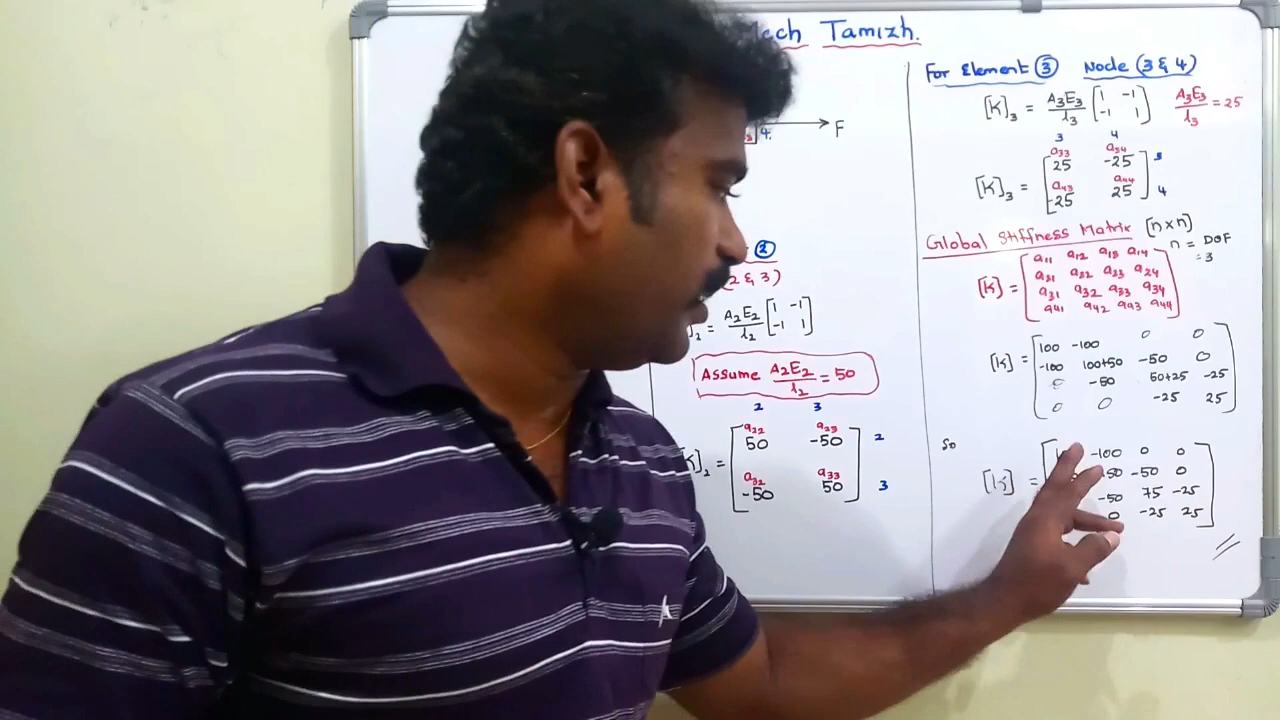 Mech Tamizh.
4. F
②
(2 & 3)
2 = A2E2/l2 [1 -1
-1 1]
Assume A2E2/l2 = 50
2 3
a22 a23
50 -50 2
K]2 =
a32 a33
-50 50 3
For Element ③ Node (3 & 4)
[K]3 = A3E3/l3 [1 -1
-1 1] A3E3/l3 = 25
3 4
a33 a34
25 -25 3
[K]3 =
a43 a44
-25 25 4
Global Stiffness Matrix [n×n]
n = DOF
= 3
a11 a12 a13 a14
[K] = a21 a22 a23 a24
a31 a32 a33 a34
a41 a42 a43 a44
100 -100 0 0
[K] = -100 100+50 -50 0
0 -50 50+25 -25
0 0 -25 25
So
-100 0 0
[K] = 50 -50 0
-50 75 -25
0 -25 25